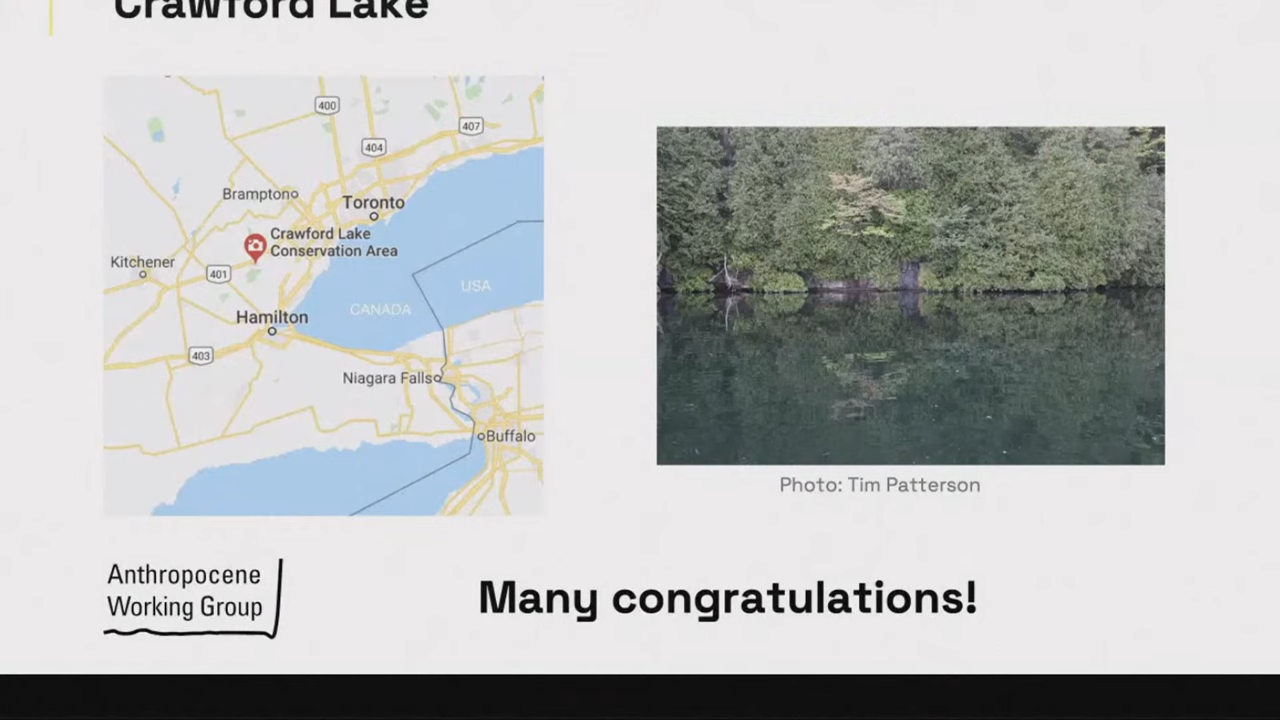 Crawford Lake
400
407
404
Brampton
Toronto
Crawford Lake
Conservation Area
Kitchener
401
USA
CANADA
Hamilton
403
Niagara Falls
Buffalo
Photo: Tim Patterson
Anthropocene
Working Group
Many congratulations!